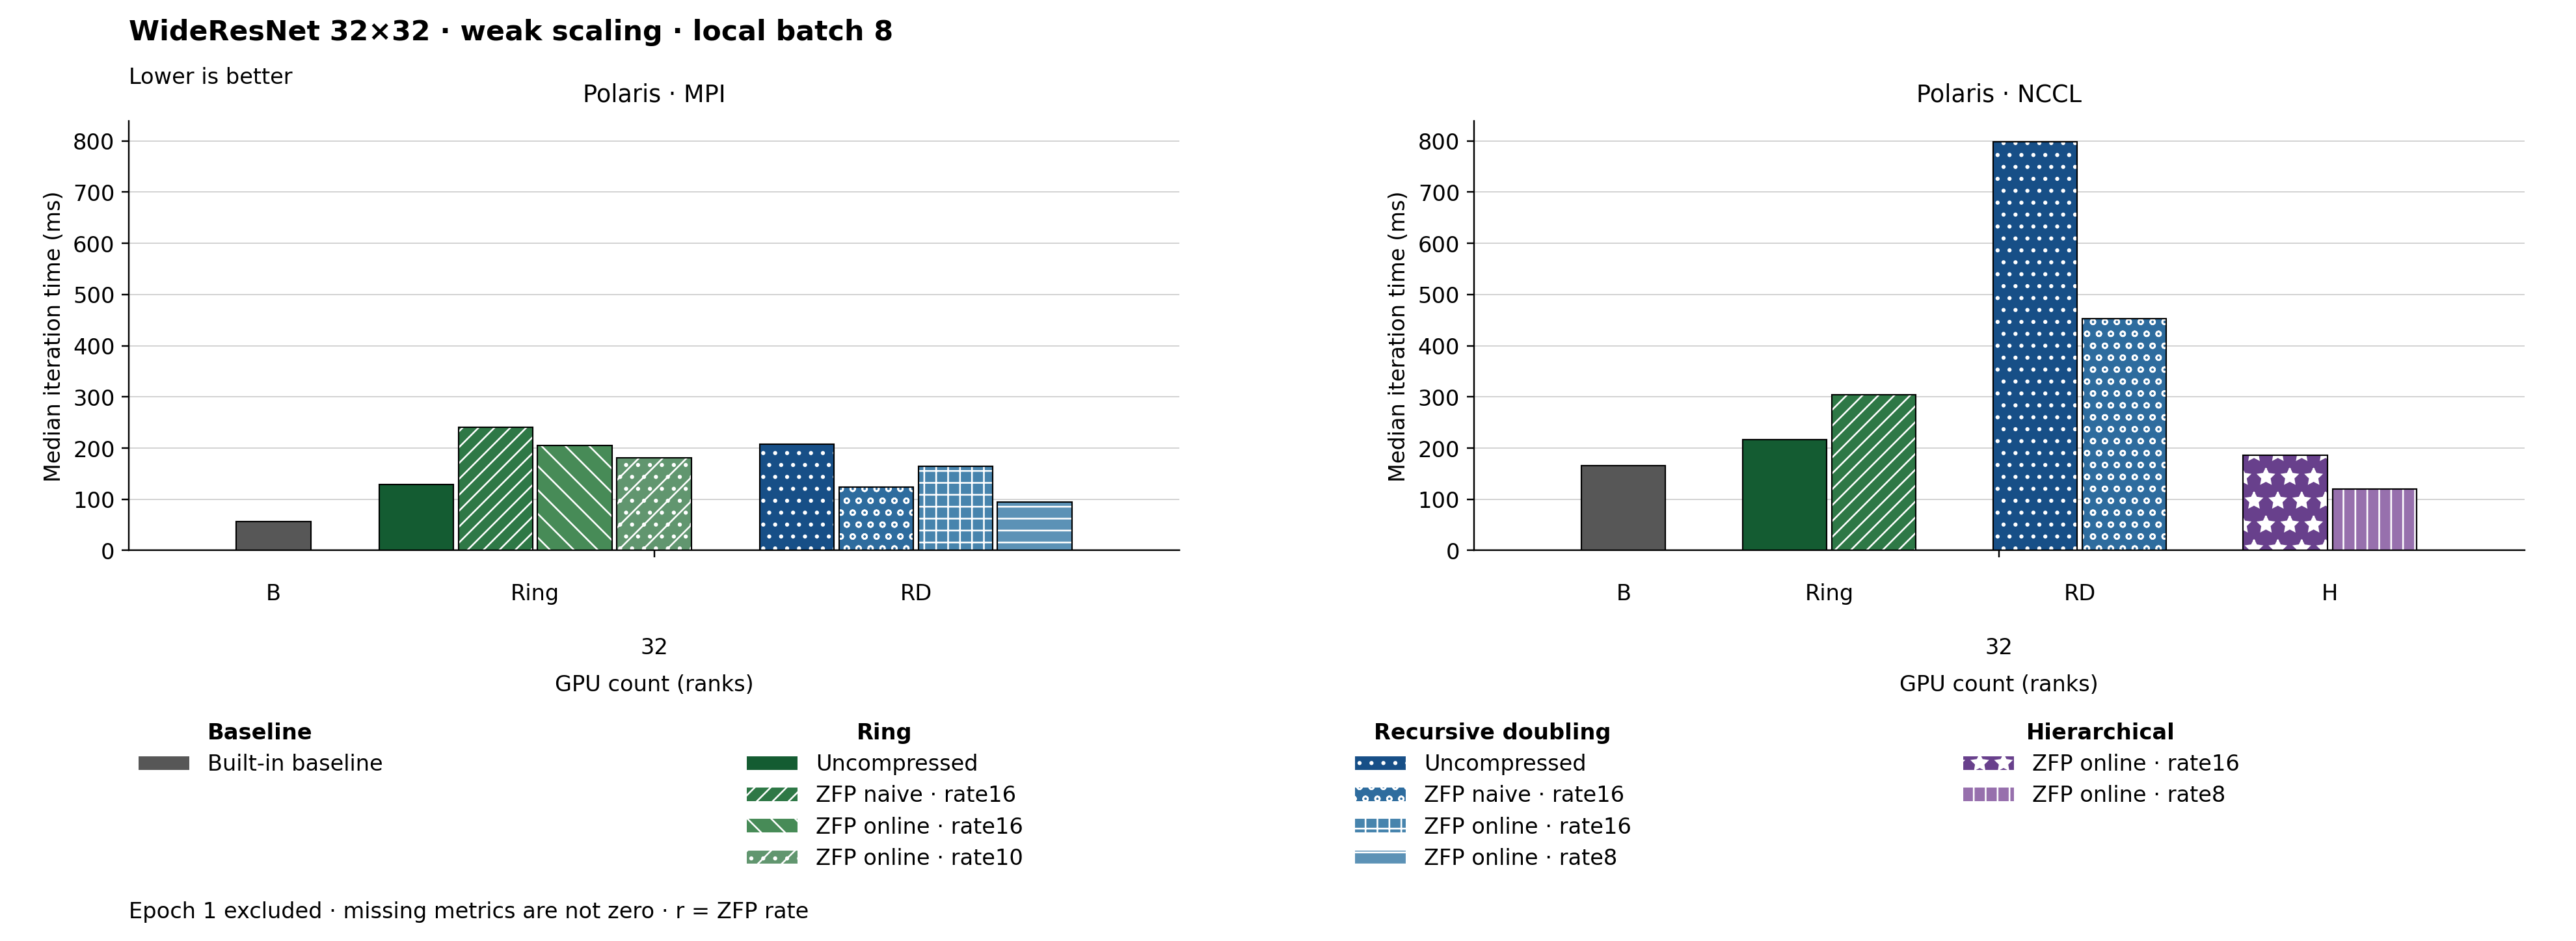 WideResNet 32×32 · weak scaling · local batch 8
Lower is better
Polaris · MPI
Median iteration time (ms)
800
700
600
500
400
300
200
100
0
B
Ring
RD
32
GPU count (ranks)
Polaris · NCCL
Median iteration time (ms)
800
700
600
500
400
300
200
100
0
B
Ring
RD
H
32
GPU count (ranks)
Baseline
Built-in baseline
Ring
Uncompressed
ZFP naive · rate16
ZFP online · rate16
ZFP online · rate10
Recursive doubling
Uncompressed
ZFP naive · rate16
ZFP online · rate16
ZFP online · rate8
Hierarchical
ZFP online · rate16
ZFP online · rate8
Epoch 1 excluded · missing metrics are not zero · r = ZFP rate